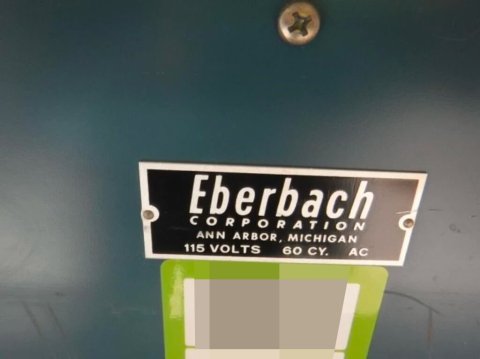 Eberbach
CORPORATION
ANN ARBOR, MICHIGAN
115 VOLTS 60 CY. AC